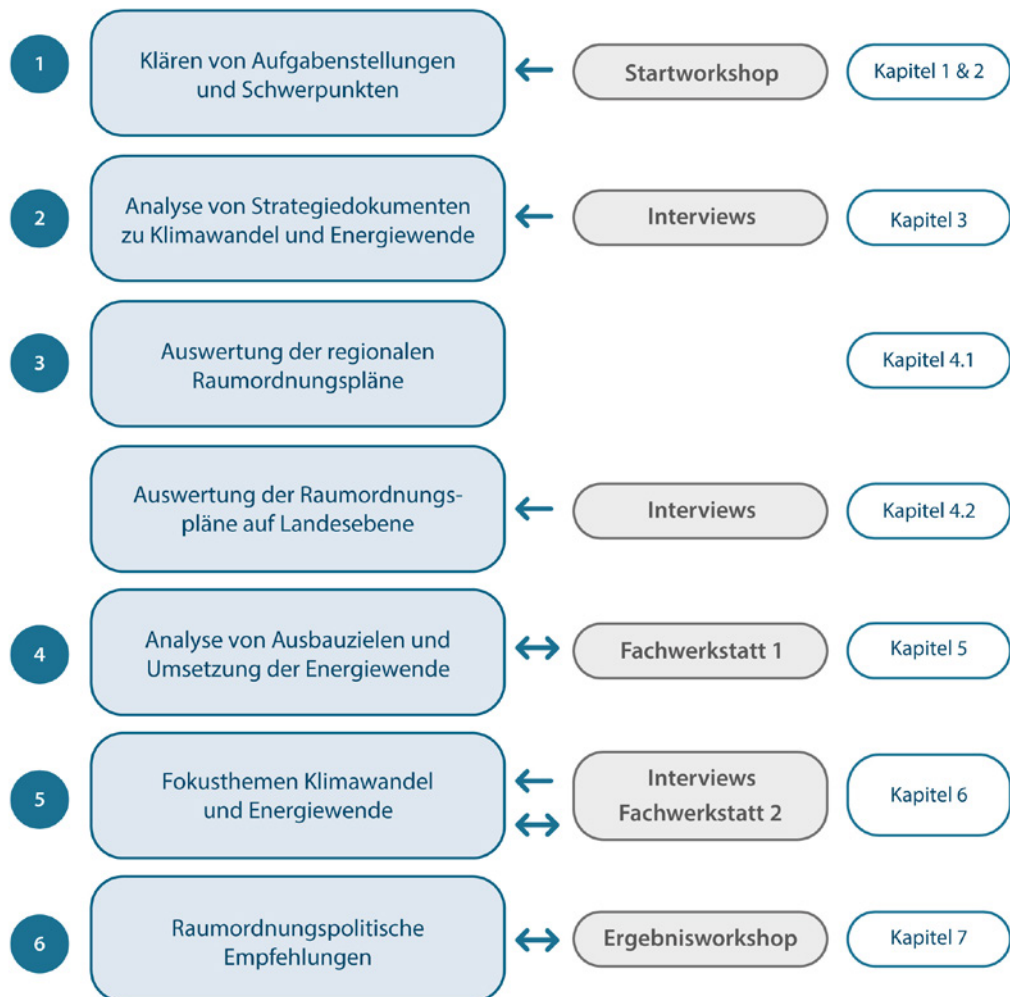 1
Klären von Aufgabenstellungen
und Schwerpunkten
Startworkshop
Kapitel 1 & 2
2
Analyse von Strategiedokumenten
zu Klimawandel und Energiewende
Interviews
Kapitel 3
3
Auswertung der regionalen
Raumordnungspläne
Kapitel 4.1
Auswertung der Raumordnungs-
pläne auf Landesebene
Interviews
Kapitel 4.2
4
Analyse von Ausbauzielen und
Umsetzung der Energiewende
Fachwerkstatt 1
Kapitel 5
5
Fokusthemen Klimawandel
und Energiewende
Interviews
Fachwerkstatt 2
Kapitel 6
6
Raumordnungspolitische
Empfehlungen
Ergebnisworkshop
Kapitel 7